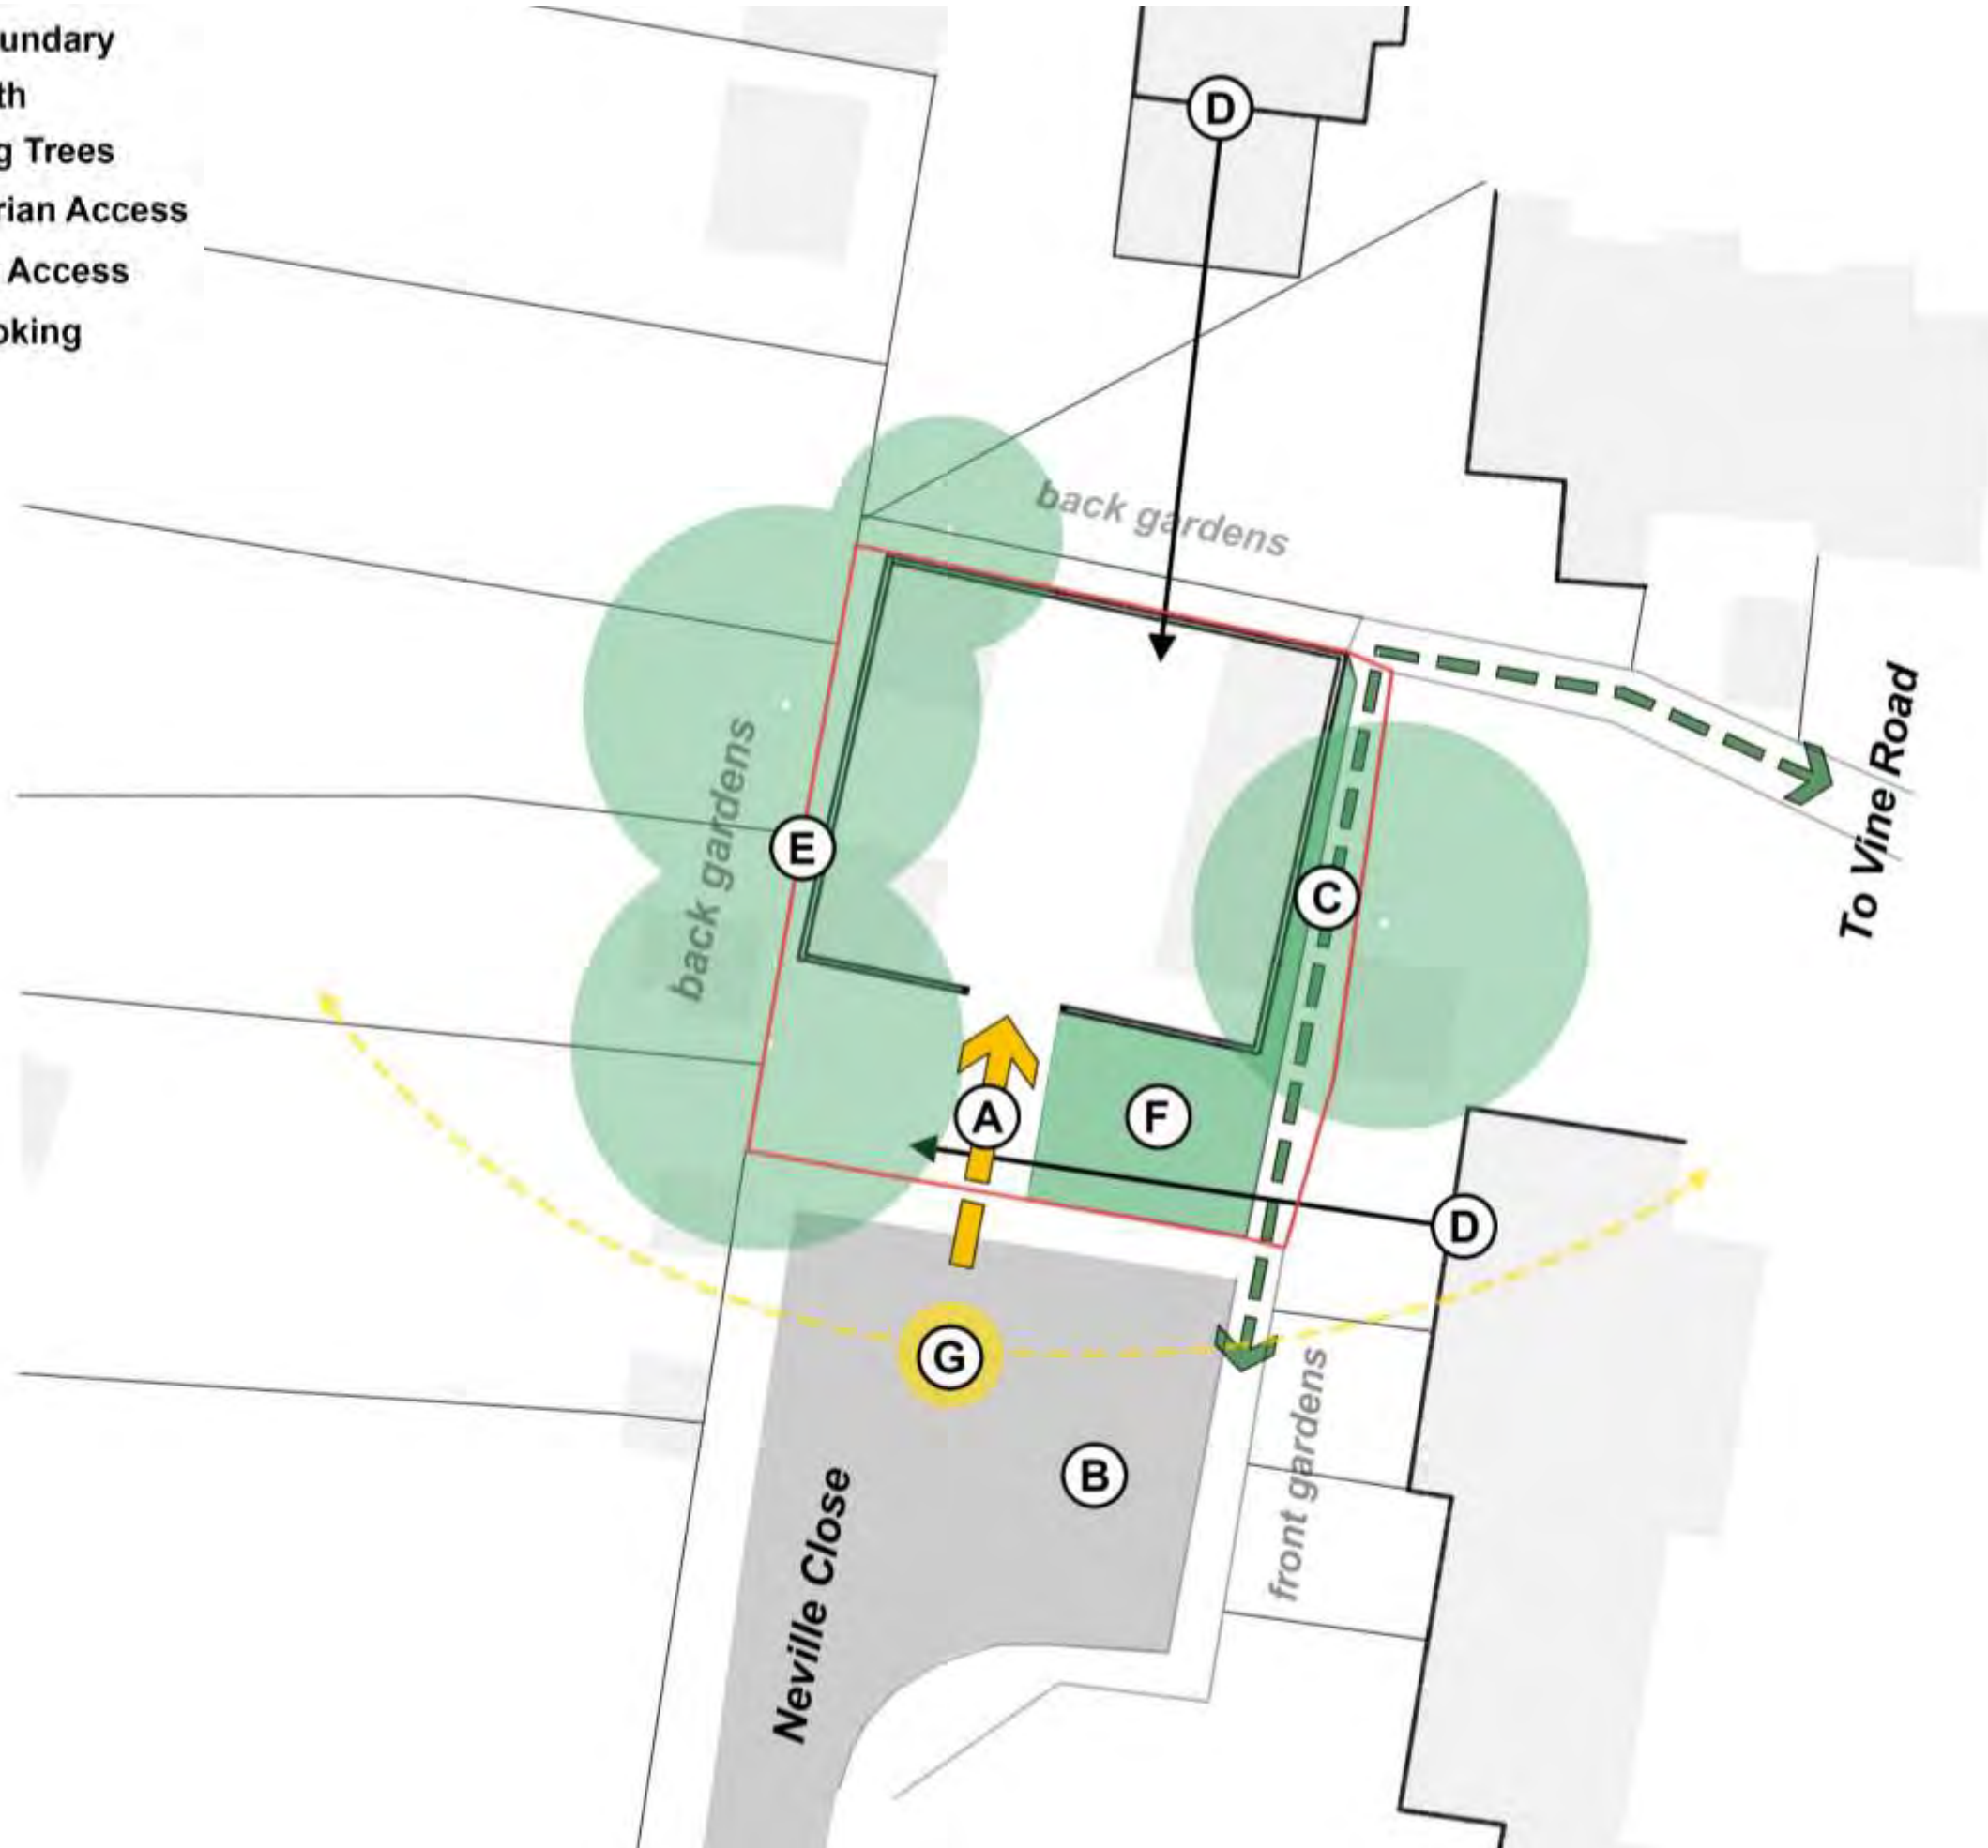 undary
th
g Trees
rian Access
Access
oking
D
back gardens
To Vine Road
back gardens
E
C
A
F
D
G
front gardens
B
Neville Close